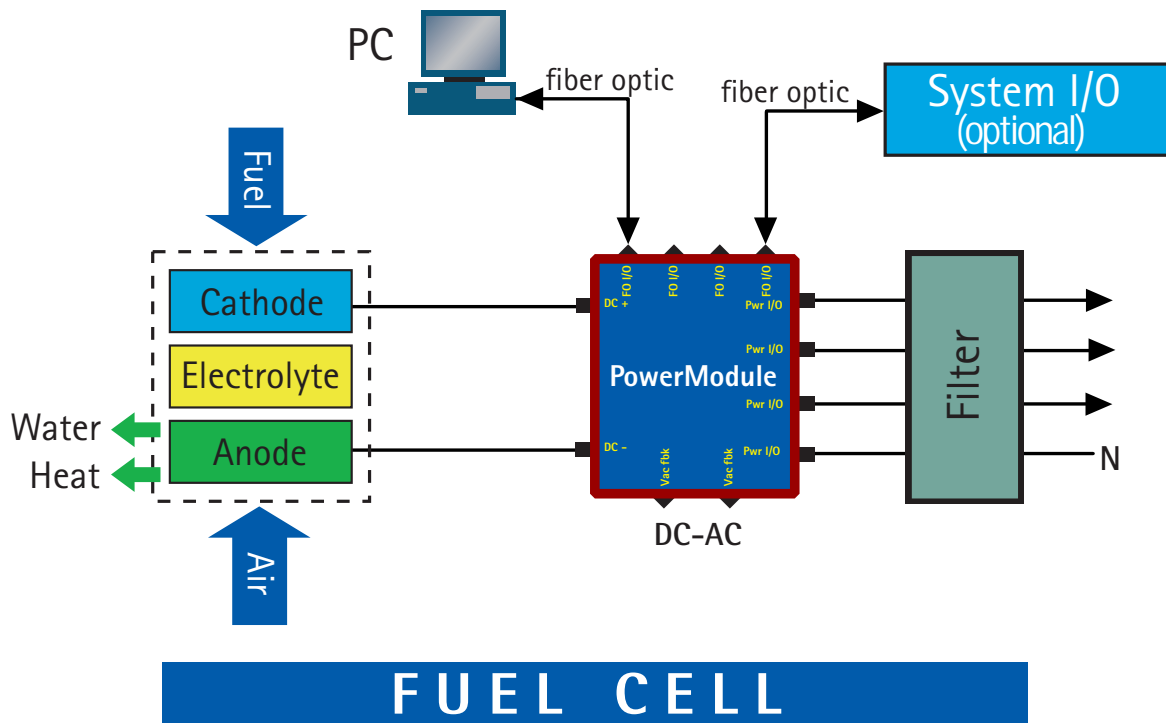 PC
fiber optic
fiber optic
System I/O
(optional)
Fuel
Cathode
Electrolyte
Anode
Water
Heat
Air
FO I/O
FO I/O
FO I/O
FO I/O
DC +
DC -
PowerModule
Pwr I/O
Pwr I/O
Pwr I/O
Pwr I/O
Vac fbk
Vac fbk
DC-AC
Filter
N
FUEL CELL